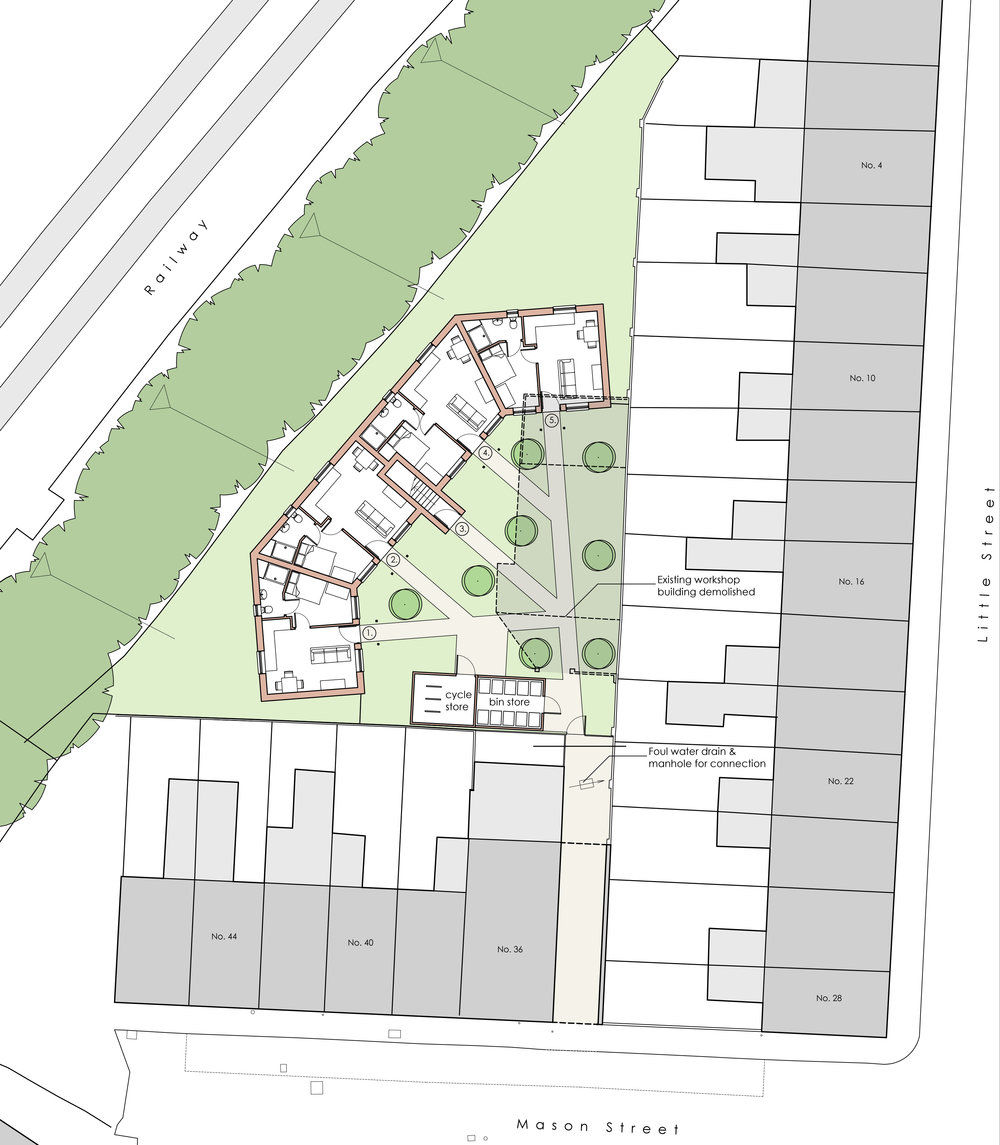 No. 4
Railway
No. 10
5.
4.
3.
2.
1.
Existing workshop
building demolished
No. 16
Little Street
cycle
store
bin store
Foul water drain &
manhole for connection
No. 22
No. 44
No. 40
No. 36
No. 28
Mason Street